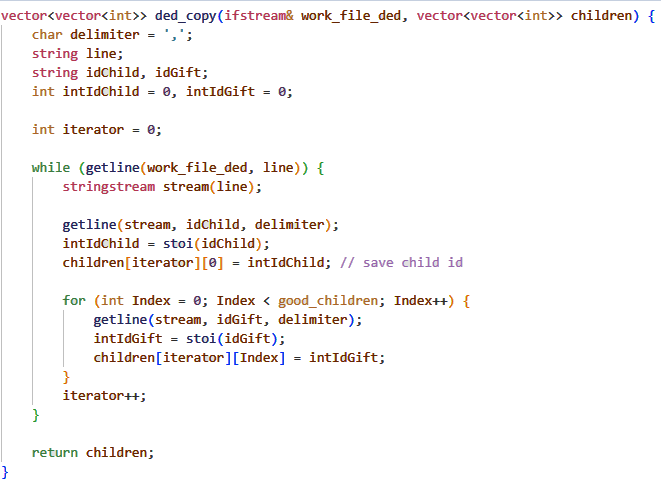 vector<vector<int>> ded_copy(ifstream& work_file_ded, vector<vector<int>> children) {
    char delimiter = ',';
    string line;
    string idChild, idGift;
    int intIdChild = 0, intIdGift = 0;

    int iterator = 0;

    while (getline(work_file_ded, line)) {
        stringstream stream(line);

        getline(stream, idChild, delimiter);
        intIdChild = stoi(idChild);
        children[iterator][0] = intIdChild; // save child id

        for (int Index = 0; Index < good_children; Index++) {
            getline(stream, idGift, delimiter);
            intIdGift = stoi(idGift);
            children[iterator][Index] = intIdGift;
        }
        iterator++;
    }

    return children;
}